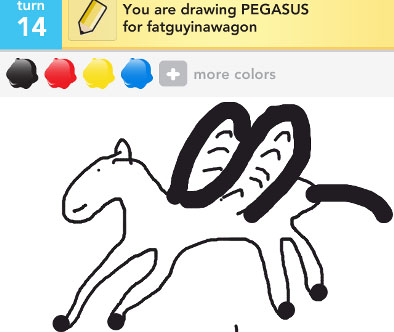 turn
14
You are drawing PEGASUS
for fatguyinawagon
more colors